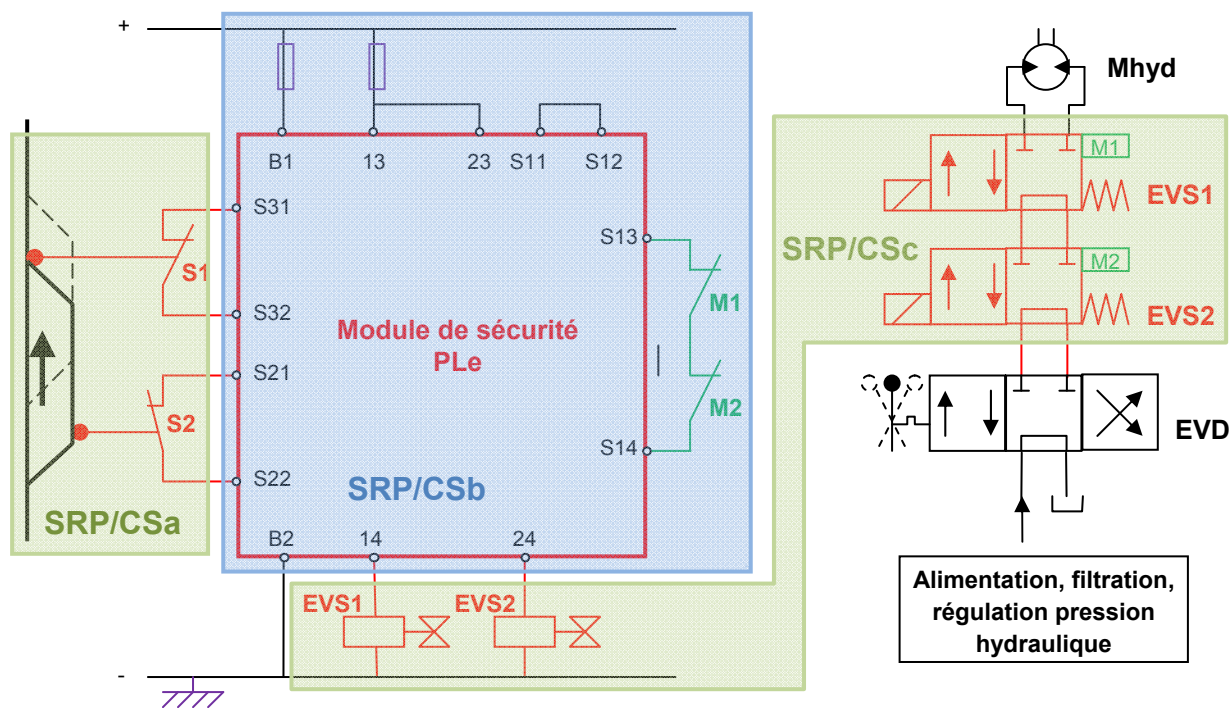 +
B1
13
23
S11
S12
S31
S1
S32
S21
S2
S22
Module de sécurité
PLe
S13
M1
M2
S14
SRP/CSb
SRP/CSa
B2
14
24
EVS1
EVS2
-
Mhyd
M1
EVS1
SRP/CSc
M2
EVS2
EVD
Alimentation, filtration,
régulation pression
hydraulique